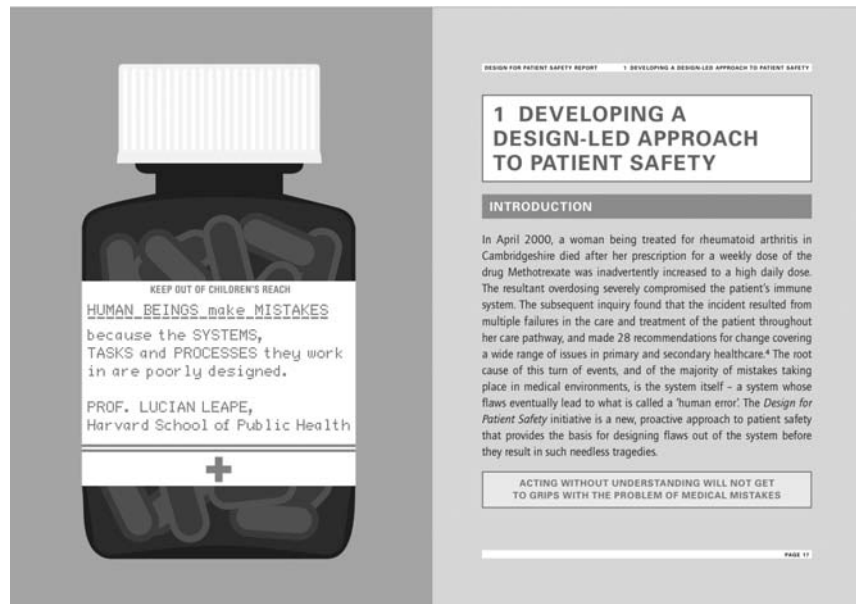 KEEP OUT OF CHILDREN'S REACH
HUMAN BEINGS make MISTAKES
because the SYSTEMS,
TASKS and PROCESSES they work
in are poorly designed.
PROF. LUCIAN LEAPE,
Harvard School of Public Health
DESIGN FOR PATIENT SAFETY REPORT 1 DEVELOPING A DESIGN-LED APPROACH TO PATIENT SAFETY
1 DEVELOPING A
DESIGN-LED APPROACH
TO PATIENT SAFETY
INTRODUCTION
In April 2000, a woman being treated for rheumatoid arthritis in
Cambridgeshire died after her prescription for a weekly dose of the
drug Methotrexate was inadvertently increased to a high daily dose.
The resultant overdosing severely compromised the patient's immune
system. The subsequent inquiry found that the incident resulted from
multiple failures in the care and treatment of the patient throughout
her care pathway, and made 28 recommendations for change covering
a wide range of issues in primary and secondary healthcare.⁴ The root
cause of this turn of events, and of the majority of mistakes taking
place in medical environments, is the system itself – a system whose
flaws eventually lead to what is called a 'human error'. The Design for
Patient Safety initiative is a new, proactive approach to patient safety
that provides the basis for designing flaws out of the system before
they result in such needless tragedies.
ACTING WITHOUT UNDERSTANDING WILL NOT GET
TO GRIPS WITH THE PROBLEM OF MEDICAL MISTAKES
PAGE 17